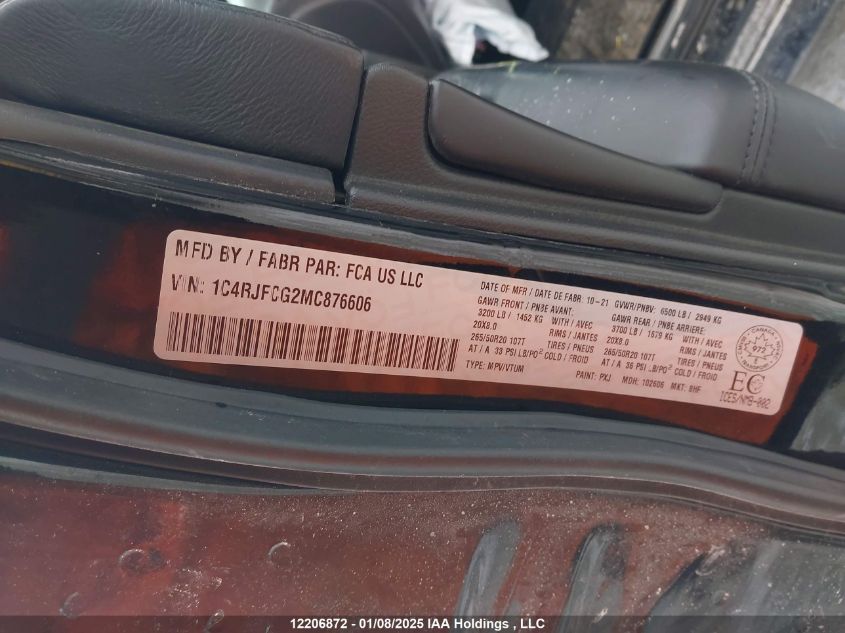 MFD BY / FABR PAR: FCA US LLC
VIN: 1C4RJFCG2MC876606
DATE OF MFR / DATE DE FABR: 10-21 GVWR/PNBV: 6500 LB / 2949 KG
GAWR FRONT / PNBE AVANT: GAWR REAR / PNBE ARRIERE:
3200 LB / 1452 KG WITH / AVEC 3700 LB / 1679 KG WITH / AVEC
20X8.0 RIMS / JANTES 20X8.0 RIMS / JANTES
265/50R20 107T TIRES / PNEUS 265/50R20 107T TIRES / PNEUS
AT / A 33 PSI LB/PO² COLD / FROID AT / A 36 PSI LB/PO² COLD / FROID
TYPE: MPV/VTUM PAINT: PXJ MDH: 102606 MKT: 8HF
CANADA
972
EC
ICES/NMB-002
12206872 - 01/08/2025 IAA Holdings, LLC